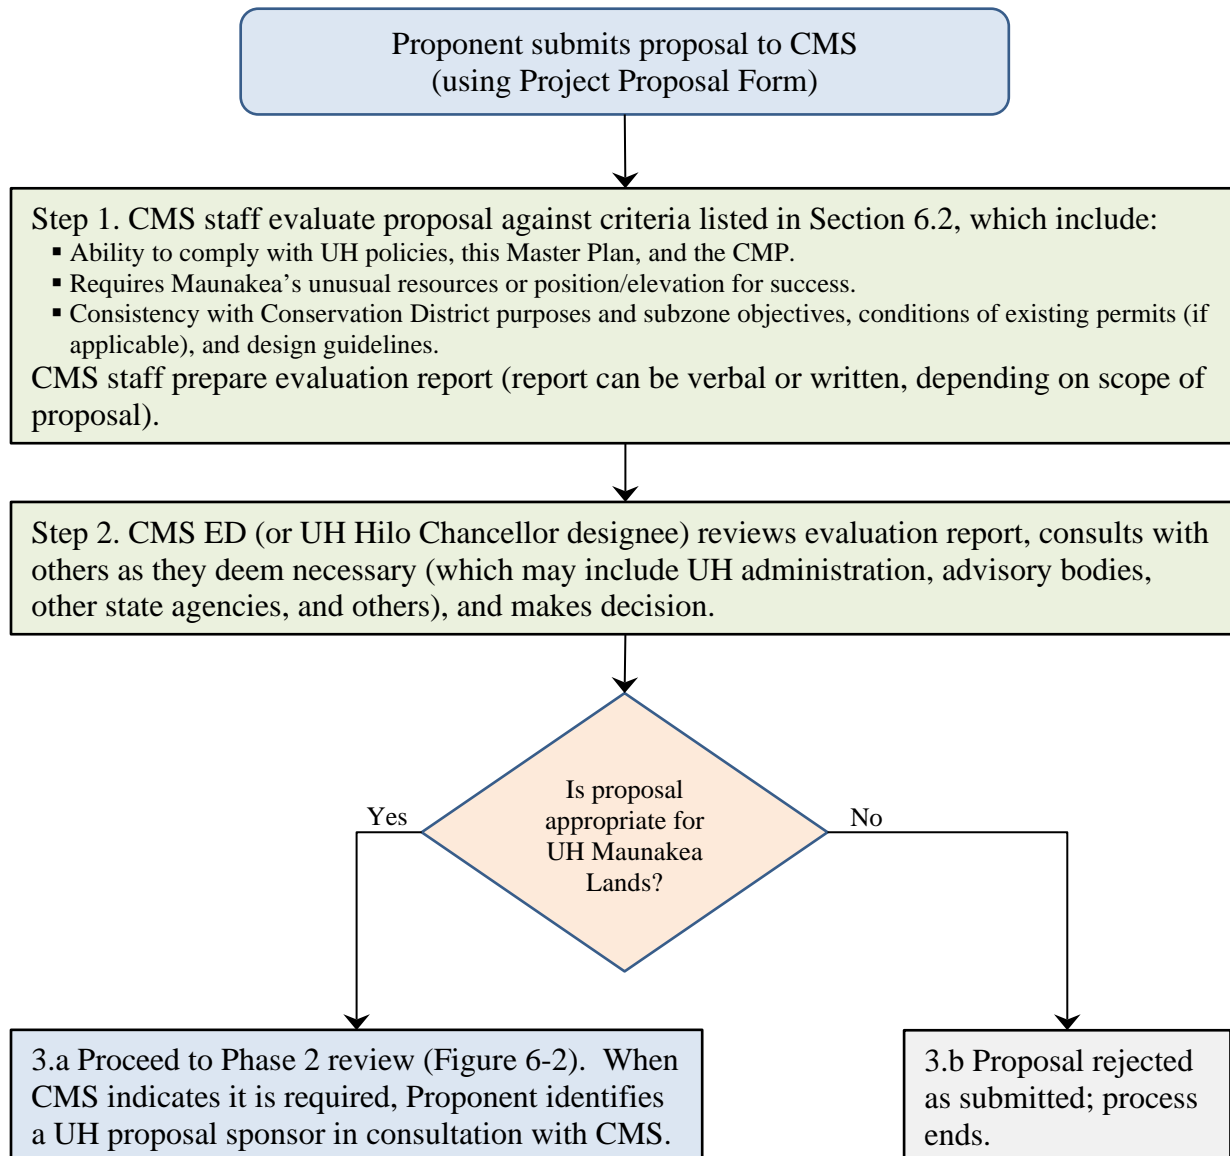 Proponent submits proposal to CMS
(using Project Proposal Form)
Step 1. CMS staff evaluate proposal against criteria listed in Section 6.2, which include:
▪ Ability to comply with UH policies, this Master Plan, and the CMP.
▪ Requires Maunakea’s unusual resources or position/elevation for success.
▪ Consistency with Conservation District purposes and subzone objectives, conditions of existing permits (if
applicable), and design guidelines.
CMS staff prepare evaluation report (report can be verbal or written, depending on scope of
proposal).
Step 2. CMS ED (or UH Hilo Chancellor designee) reviews evaluation report, consults with
others as they deem necessary (which may include UH administration, advisory bodies,
other state agencies, and others), and makes decision.
Is proposal
appropriate for
UH Maunakea
Lands?
Yes
No
3.a Proceed to Phase 2 review (Figure 6-2).  When
CMS indicates it is required, Proponent identifies
a UH proposal sponsor in consultation with CMS.
3.b Proposal rejected
as submitted; process
ends.